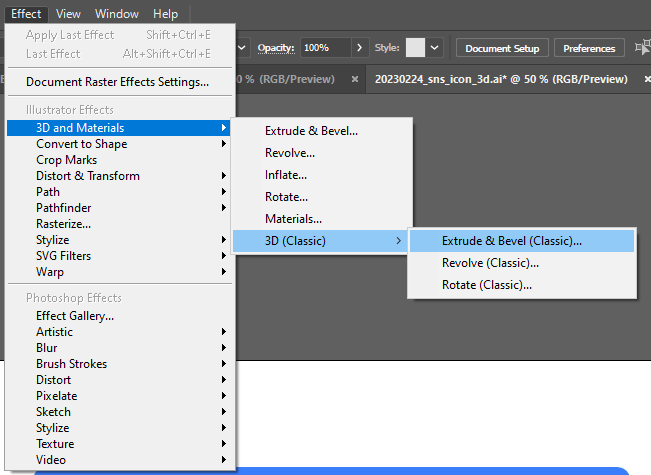 Effect View Window Help
Apply Last Effect Shift+Ctrl+E
Last Effect Alt+Shift+Ctrl+E
Opacity: 100% Style: Document Setup Preferences
Document Raster Effects Settings...
0 % (RGB/Preview) × 20230224_sns_icon_3d.ai* @ 50 % (RGB/Preview) ×
Illustrator Effects
3D and Materials
Convert to Shape
Crop Marks
Distort & Transform
Path
Pathfinder
Rasterize...
Stylize
SVG Filters
Warp
Extrude & Bevel...
Revolve...
Inflate...
Rotate...
Materials...
3D (Classic)
Extrude & Bevel (Classic)...
Revolve (Classic)...
Rotate (Classic)...
Photoshop Effects
Effect Gallery...
Artistic
Blur
Brush Strokes
Distort
Pixelate
Sketch
Stylize
Texture
Video